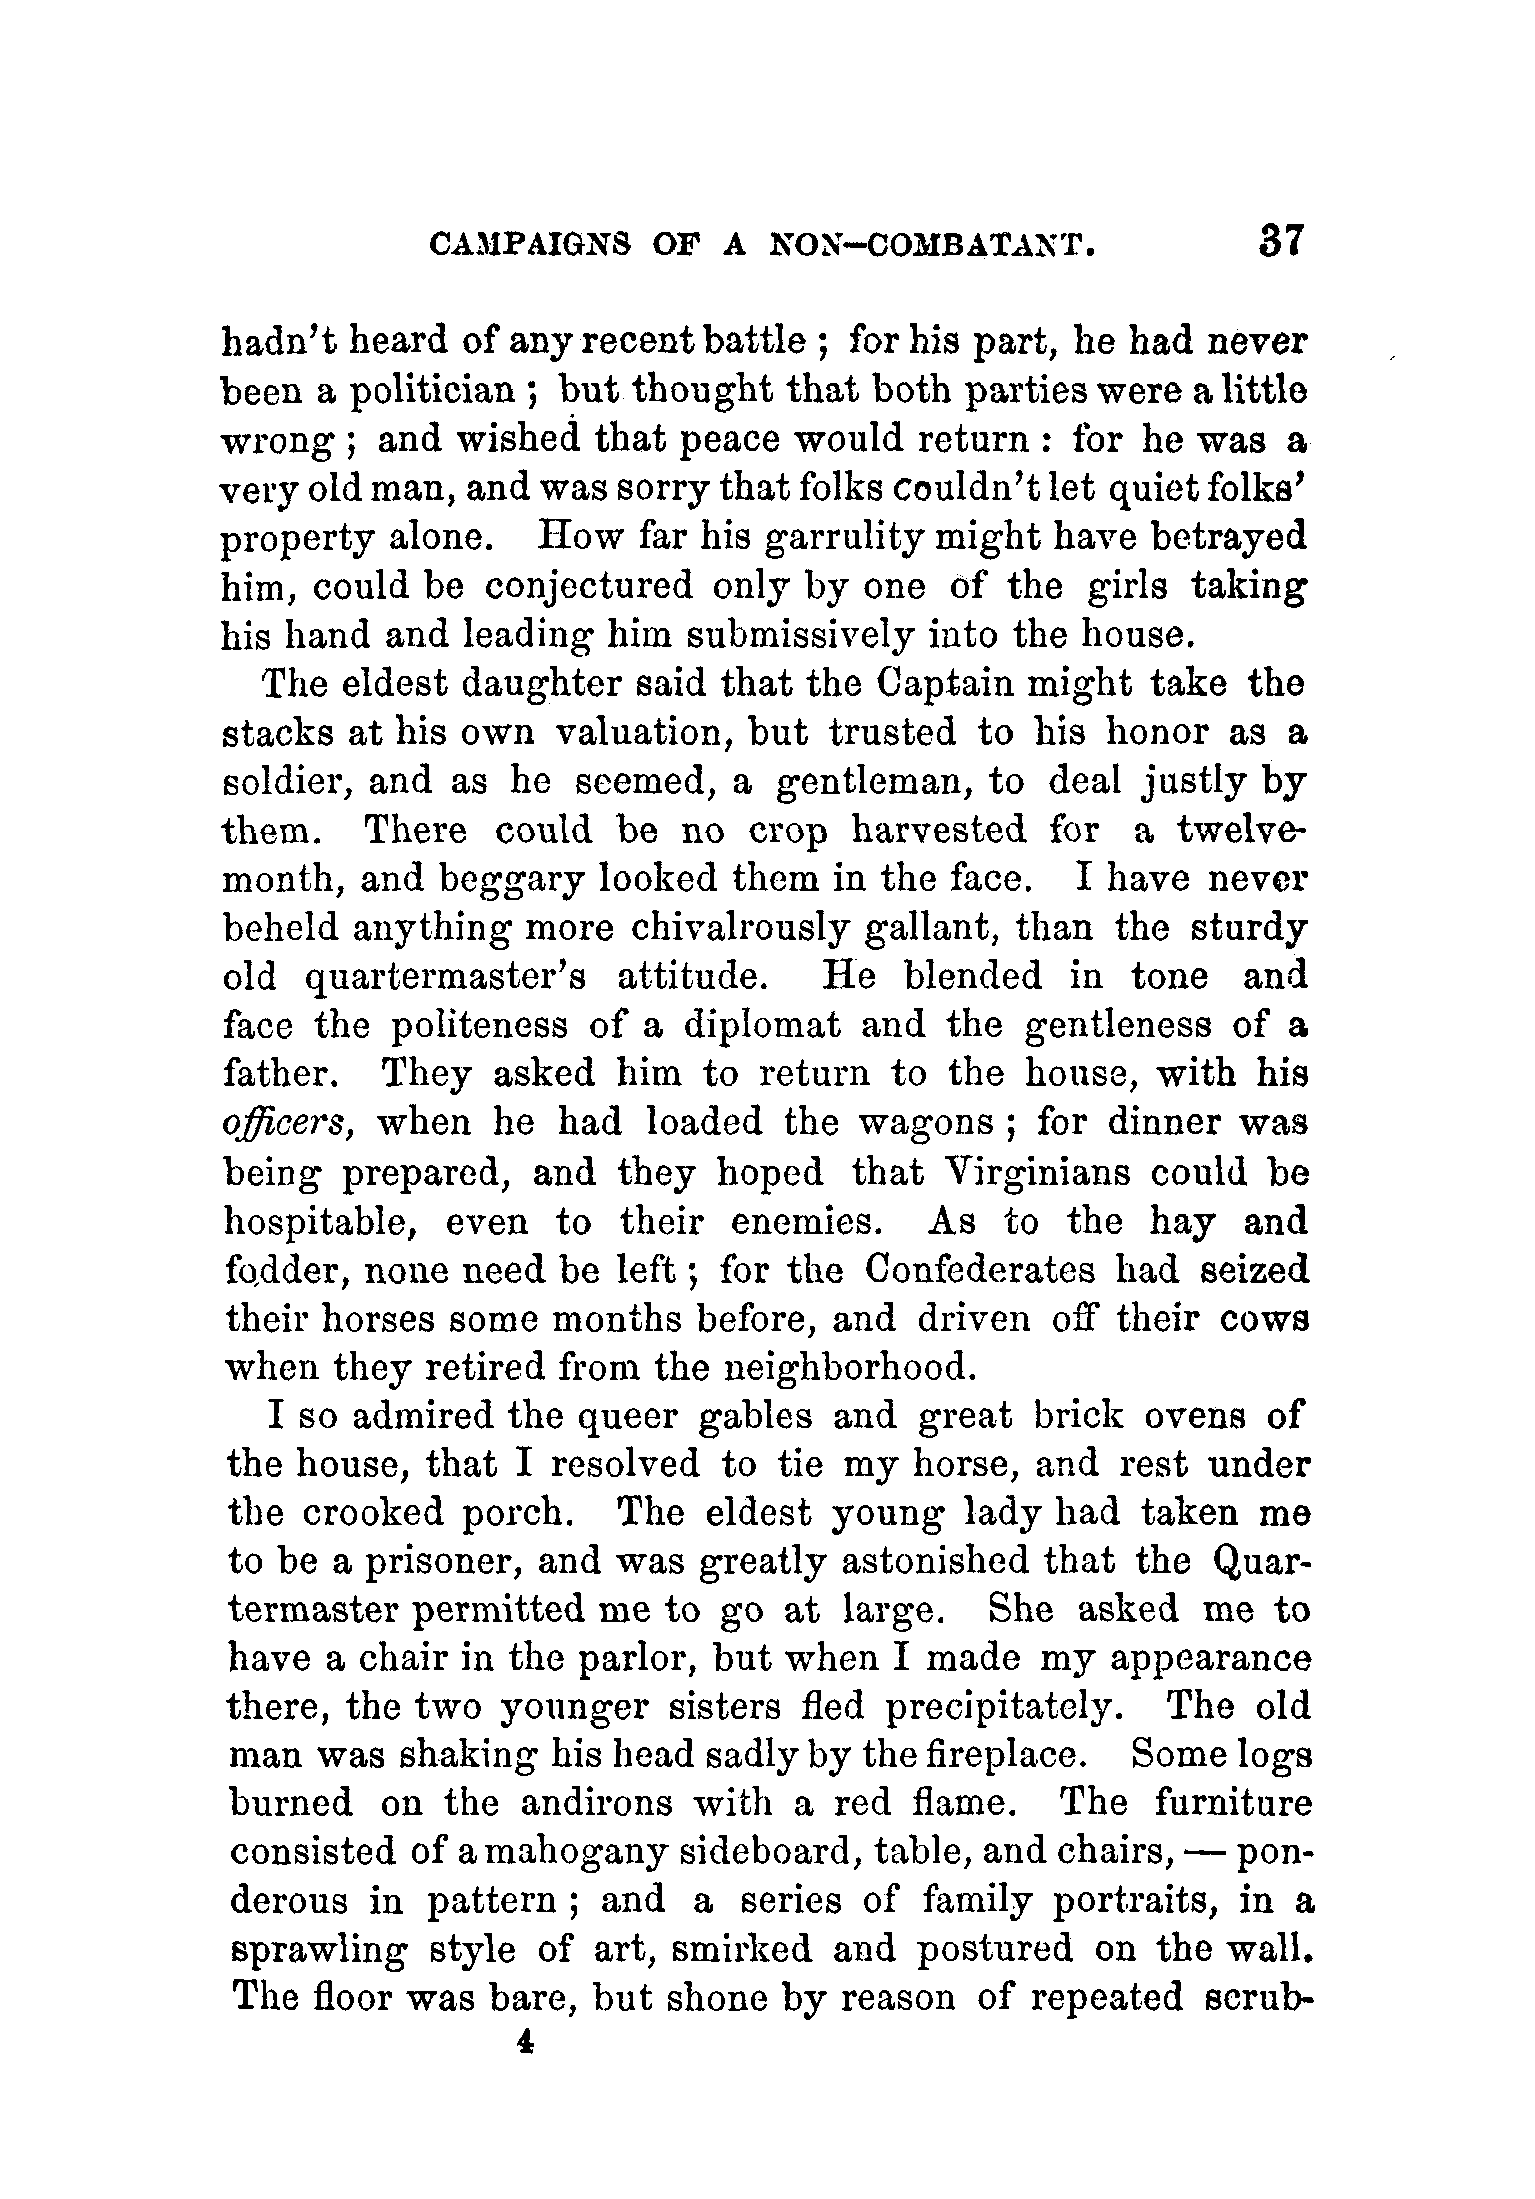 CAMPAIGNS OF A NON-COMBATANT. 37
hadn't heard of any recent battle ; for his part, he had never
been a politician ; but thought that both parties were a little
wrong ; and wished that peace would return : for he was a
very old man, and was sorry that folks couldn't let quiet folks'
property alone. How far his garrulity might have betrayed
him, could be conjectured only by one of the girls taking
his hand and leading him submissively into the house.
The eldest daughter said that the Captain might take the
stacks at his own valuation, but trusted to his honor as a
soldier, and as he seemed, a gentleman, to deal justly by
them. There could be no crop harvested for a twelve-
month, and beggary looked them in the face. I have never
beheld anything more chivalrously gallant, than the sturdy
old quartermaster's attitude. He blended in tone and
face the politeness of a diplomat and the gentleness of a
father. They asked him to return to the house, with his
officers, when he had loaded the wagons ; for dinner was
being prepared, and they hoped that Virginians could be
hospitable, even to their enemies. As to the hay and
fodder, none need be left ; for the Confederates had seized
their horses some months before, and driven off their cows
when they retired from the neighborhood.
I so admired the queer gables and great brick ovens of
the house, that I resolved to tie my horse, and rest under
the crooked porch. The eldest young lady had taken me
to be a prisoner, and was greatly astonished that the Quar-
termaster permitted me to go at large. She asked me to
have a chair in the parlor, but when I made my appearance
there, the two younger sisters fled precipitately. The old
man was shaking his head sadly by the fireplace. Some logs
burned on the andirons with a red flame. The furniture
consisted of a mahogany sideboard, table, and chairs, — pon-
derous in pattern ; and a series of family portraits, in a
sprawling style of art, smirked and postured on the wall.
The floor was bare, but shone by reason of repeated scrub-
4